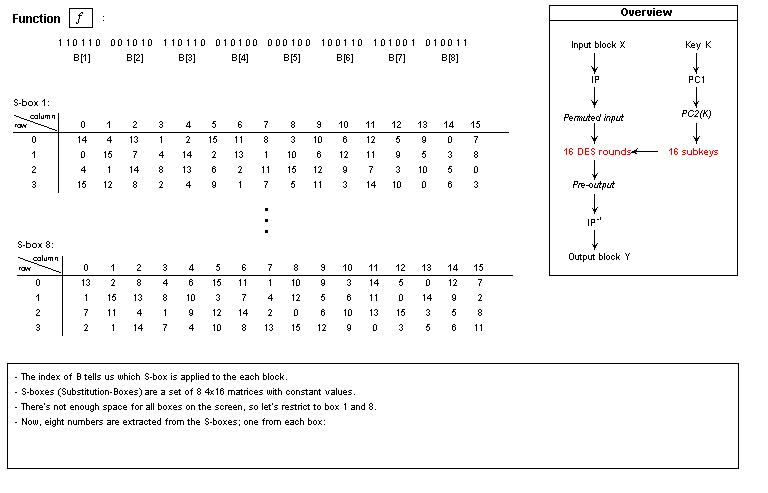 Function f :
110110 001010 110110 010100 000100 100110 101001 010011
B[1] B[2] B[3] B[4] B[5] B[6] B[7] B[8]
S-box 1:
column
raw
0 1 2 3 4 5 6 7 8 9 10 11 12 13 14 15
0 14 4 13 1 2 15 11 8 3 10 6 12 5 9 0 7
1 0 15 7 4 14 2 13 1 10 6 12 11 9 5 3 8
2 4 1 14 8 13 6 2 11 15 12 9 7 3 10 5 0
3 15 12 8 2 4 9 1 7 5 11 3 14 10 0 6 3
S-box 8:
column
raw
0 1 2 3 4 5 6 7 8 9 10 11 12 13 14 15
0 13 2 8 4 6 15 11 1 10 9 3 14 5 0 12 7
1 1 15 13 8 10 3 7 4 12 5 6 11 0 14 9 2
2 7 11 4 1 9 12 14 2 0 6 10 13 15 3 5 8
3 2 1 14 7 4 10 8 13 15 12 9 0 3 5 6 11
Overview
Input block X Key K
IP PC1
Permuted input PC2(K)
16 DES rounds 16 subkeys
Pre-output
IP⁻¹
Output block Y
- The index of B tells us which S-box is applied to the each block.
- S-boxes (Substitution-Boxes) are a set of 8 4x16 matrices with constant values.
- There's not enough space for all boxes on the screen, so let's restrict to box 1 and 8.
- Now, eight numbers are extracted from the S-boxes; one from each box: